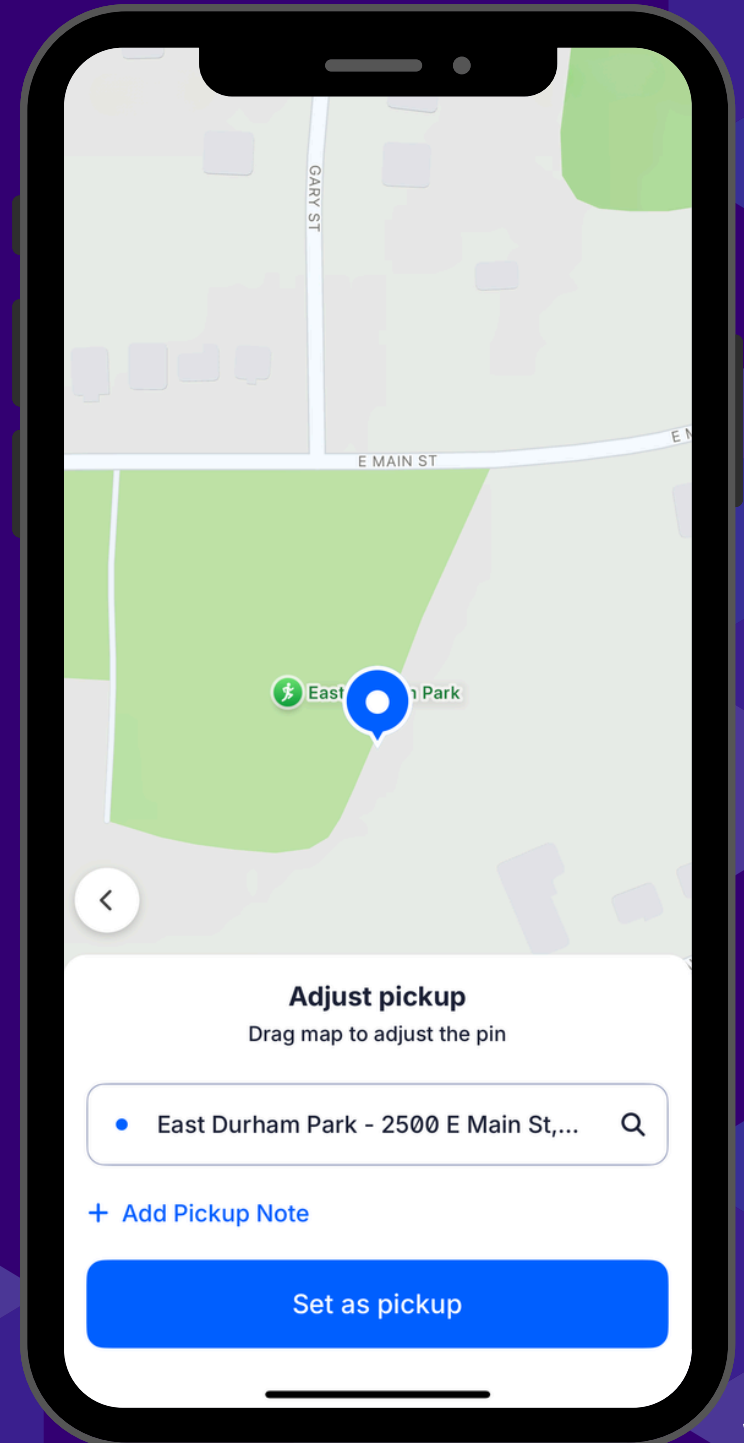 GARY ST
E MAIN ST
E
East Park
Adjust pickup
Drag map to adjust the pin
East Durham Park - 2500 E Main St,...
+ Add Pickup Note
Set as pickup